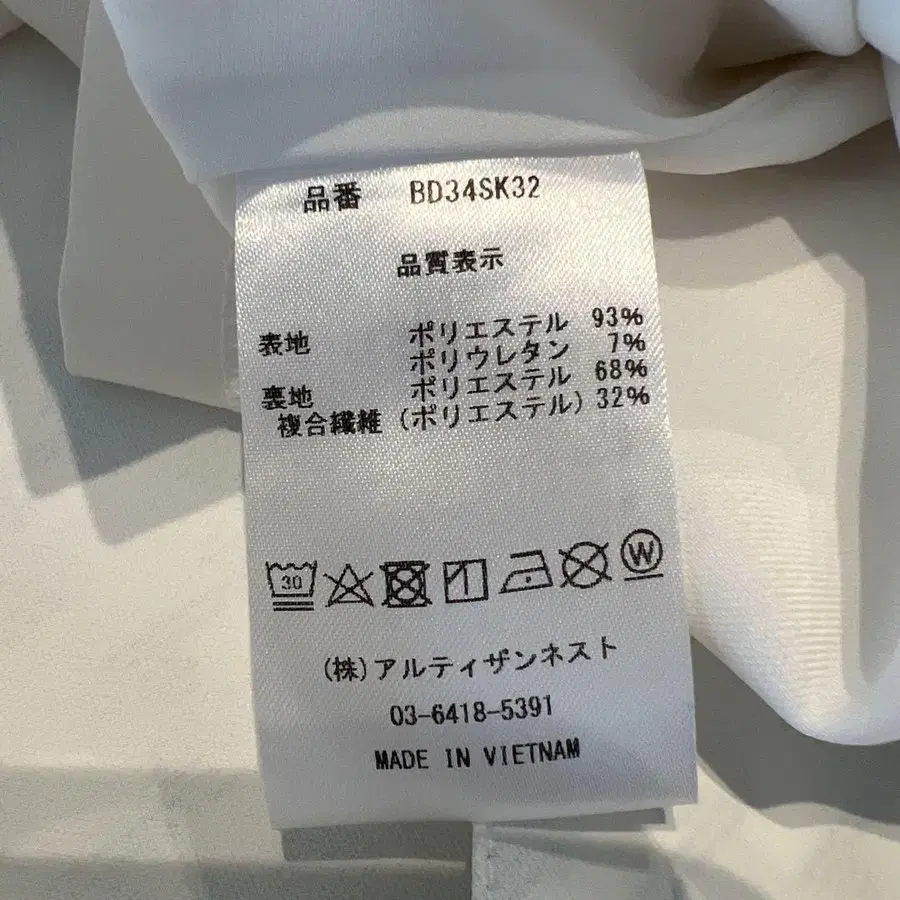 品番 BD34SK32
品質表示
表地 ポリエステル 93%
ポリウレタン 7%
裏地 ポリエステル 68%
複合繊維 (ポリエステル) 32%
30 W
(株)アルティザンネスト
03-6418-5391
MADE IN VIETNAM